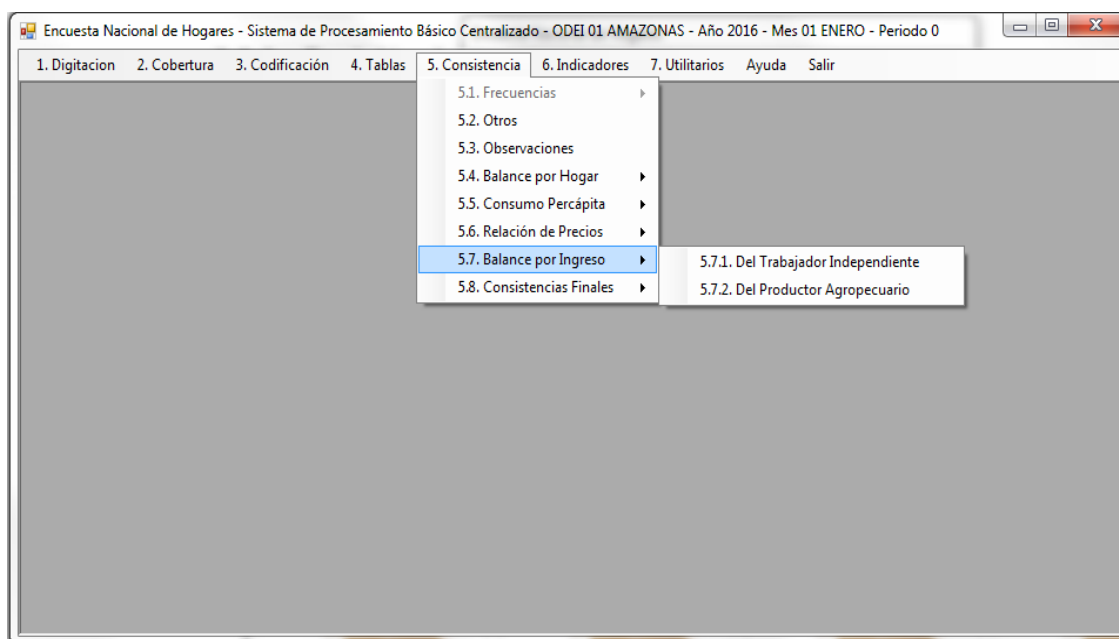 Encuesta Nacional de Hogares - Sistema de Procesamiento Básico Centralizado - ODEI 01 AMAZONAS - Año 2016 - Mes 01 ENERO - Periodo 0
1. Digitacion 2. Cobertura 3. Codificación 4. Tablas 5. Consistencia 6. Indicadores 7. Utilitarios Ayuda Salir
5.1. Frecuencias
5.2. Otros
5.3. Observaciones
5.4. Balance por Hogar
5.5. Consumo Percápita
5.6. Relación de Precios
5.7. Balance por Ingreso
5.8. Consistencias Finales
5.7.1. Del Trabajador Independiente
5.7.2. Del Productor Agropecuario